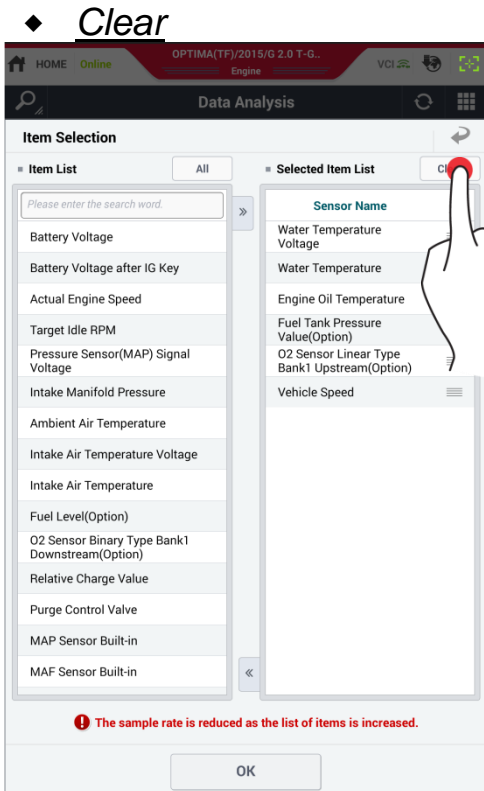 ◆ Clear
OPTIMA(TF)/2015/G 2.0 T-G..
HOME Online
Engine
VCI
Data Analysis
Item Selection
Item List
All
Selected Item List
Please enter the search word.
Battery Voltage
Battery Voltage after IG Key
Actual Engine Speed
Target Idle RPM
Pressure Sensor(MAP) Signal
Voltage
Intake Manifold Pressure
Ambient Air Temperature
Intake Air Temperature Voltage
Intake Air Temperature
Fuel Level(Option)
O2 Sensor Binary Type Bank1
Downstream(Option)
Relative Charge Value
Purge Control Valve
MAP Sensor Built-in
MAF Sensor Built-in
Sensor Name
Water Temperature
Voltage
Water Temperature
Engine Oil Temperature
Fuel Tank Pressure
Value(Option)
O2 Sensor Linear Type
Bank1 Upstream(Option)
Vehicle Speed
The sample rate is reduced as the list of items is increased.
OK